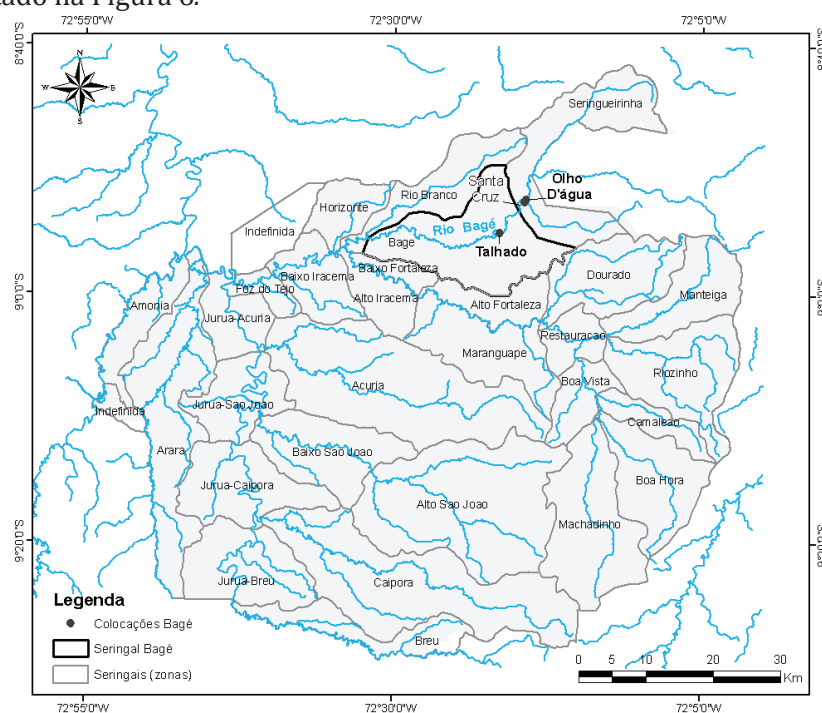 ado na Figura 6.
72°55'0"W 72°30'0"W 72°5'0"W
8°40'0"S
8°40'0"S
N
W E
S
Seringueirinha
Santa
Cruz
Olho
D'água
Rio Branco
Horizonte
Indefinida
Rio Bagé
Bage
Talhado
Baixo Fortaleza
Baixo Iracema
Dourado
Foz do Tejo
Alto Iracema
Alto Fortaleza
Manteiga
9°0'0"S
Amonia
Jurua-Acuria
Restauracao
Maranguape
Riozinho
Boa Vista
Acuria
Indefinida
Jurua-Sao Joao
Camaleao
Arara
Baixo Sao Joao
Jurua-Caipora
Boa Hora
Alto Sao Joao
Machadinho
9°20'0"S
Jurua-Breu
Caipora
Breu
Legenda
Colocações Bagé
Seringal Bagé
Seringais (zonas)
0 5 10 20 30
Km
72°55'0"W 72°30'0"W 72°5'0"W